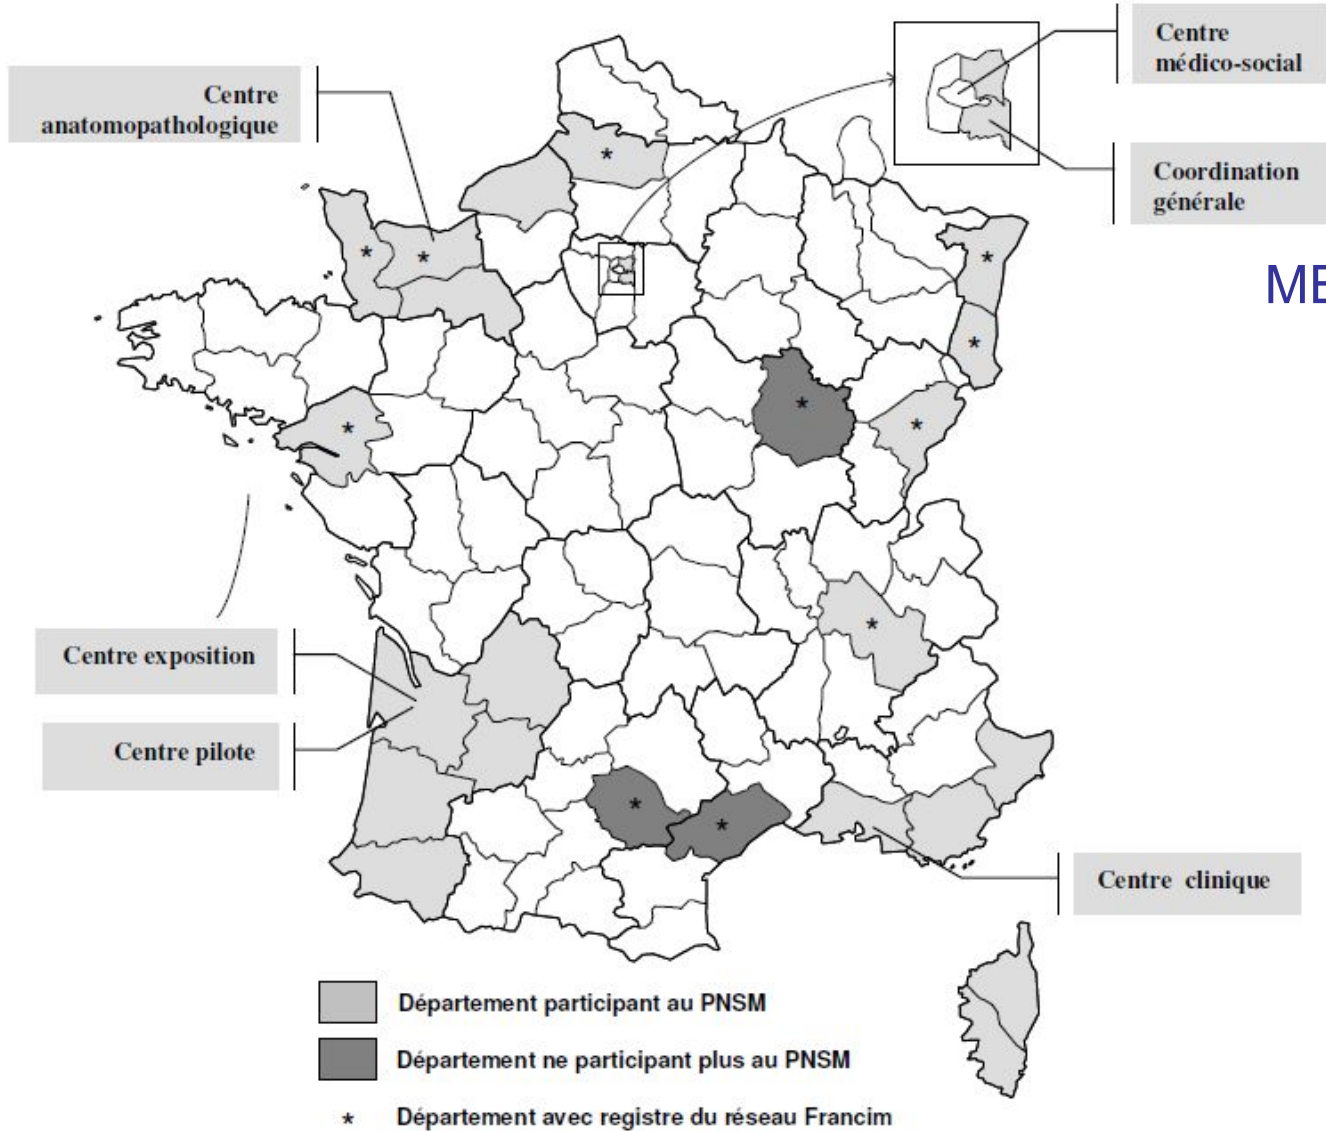 Centre
médico-social
Centre
anatomopathologique
*
Coordination
générale
*
*
*
ME
*
*
*
*
*
Centre exposition
Centre pilote
*
*
Centre clinique
Département participant au PNSM
Département ne participant plus au PNSM
* Département avec registre du réseau Francim